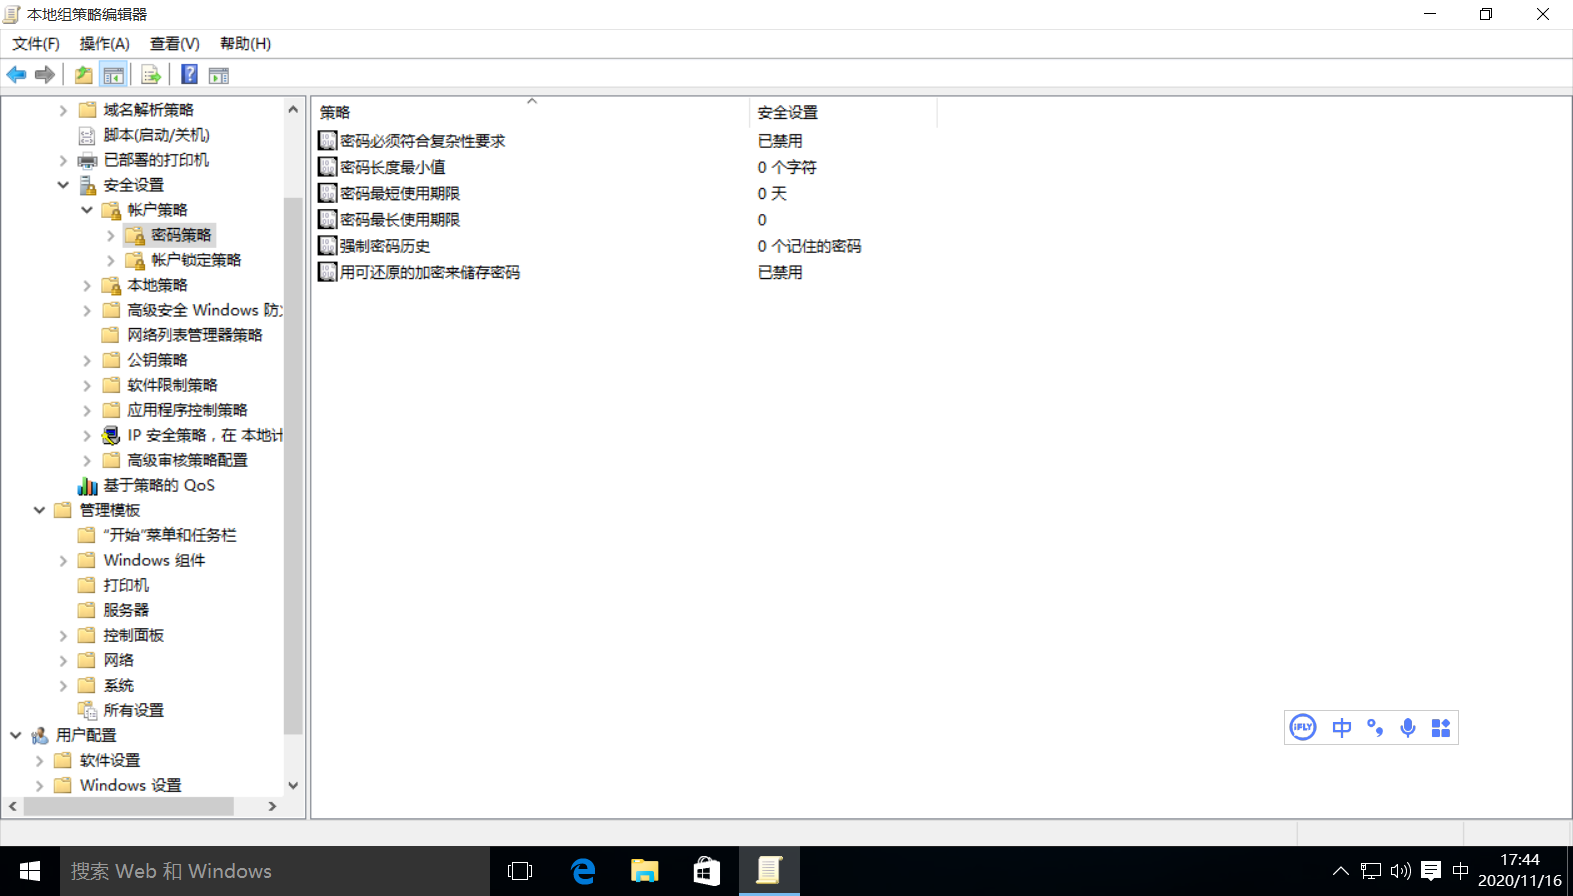 本地组策略编辑器
文件(F) 操作(A) 查看(V) 帮助(H)
域名解析策略
脚本(启动/关机)
已部署的打印机
安全设置
帐户策略
密码策略
帐户锁定策略
本地策略
高级安全 Windows 防
网络列表管理器策略
公钥策略
软件限制策略
应用程序控制策略
IP 安全策略，在 本地计
高级审核策略配置
基于策略的 QoS
管理模板
“开始”菜单和任务栏
Windows 组件
打印机
服务器
控制面板
网络
系统
所有设置
用户配置
软件设置
Windows 设置
策略 安全设置
密码必须符合复杂性要求 已禁用
密码长度最小值 0 个字符
密码最短使用期限 0 天
密码最长使用期限 0
强制密码历史 0 个记住的密码
用可还原的加密来储存密码 已禁用
iFLY 中
搜索 Web 和 Windows
中
17:44
2020/11/16